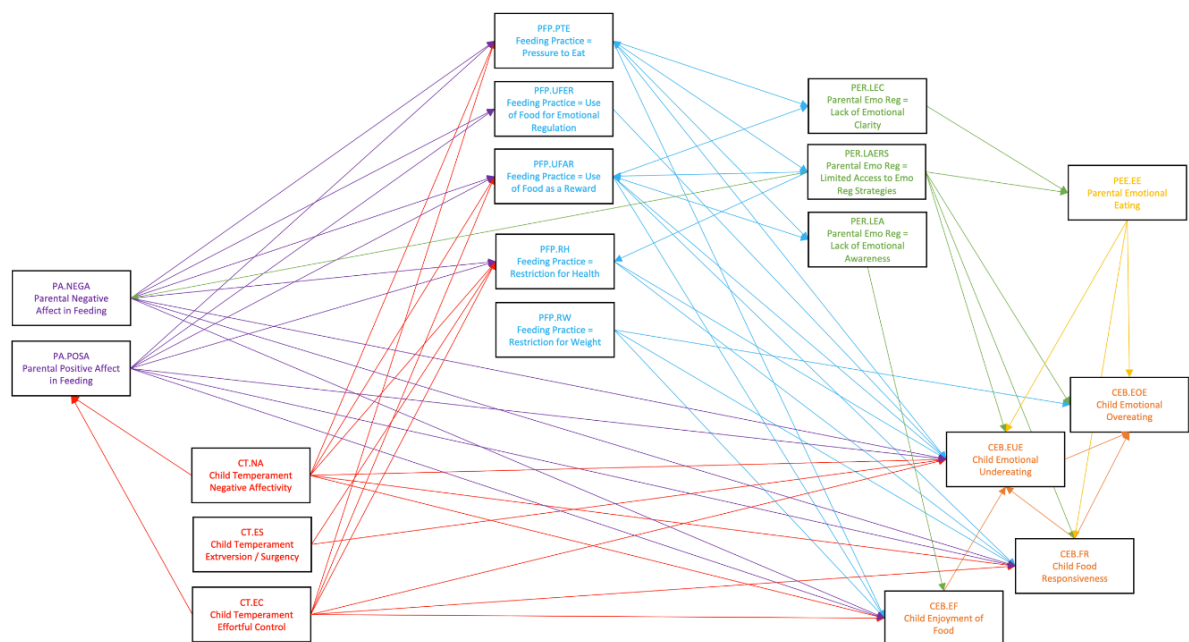 PFP.PTE
Feeding Practice =
Pressure to Eat
PFP.UFER
Feeding Practice = Use
of Food for Emotional
Regulation
PFP.UFAR
Feeding Practice = Use
of Food as a Reward
PFP.RH
Feeding Practice =
Restriction for Health
PFP.RW
Feeding Practice =
Restriction for Weight
PER.LEC
Parental Emo Reg =
Lack of Emotional
Clarity
PER.LAERS
Parental Emo Reg =
Limited Access to Emo
Reg Strategies
PER.LEA
Parental Emo Reg =
Lack of Emotional
Awareness
PEE.EE
Parental Emotional
Eating
PA.NEGA
Parental Negative
Affect in Feeding
PA.POSA
Parental Positive Affect
in Feeding
CT.NA
Child Temperament
Negative Affectivity
CT.ES
Child Temperament
Extrversion / Surgency
CT.EC
Child Temperament
Effortful Control
CEB.EOE
Child Emotional
Overeating
CEB.EUE
Child Emotional
Undereating
CEB.FR
Child Food
Responsiveness
CEB.EF
Child Enjoyment of
Food